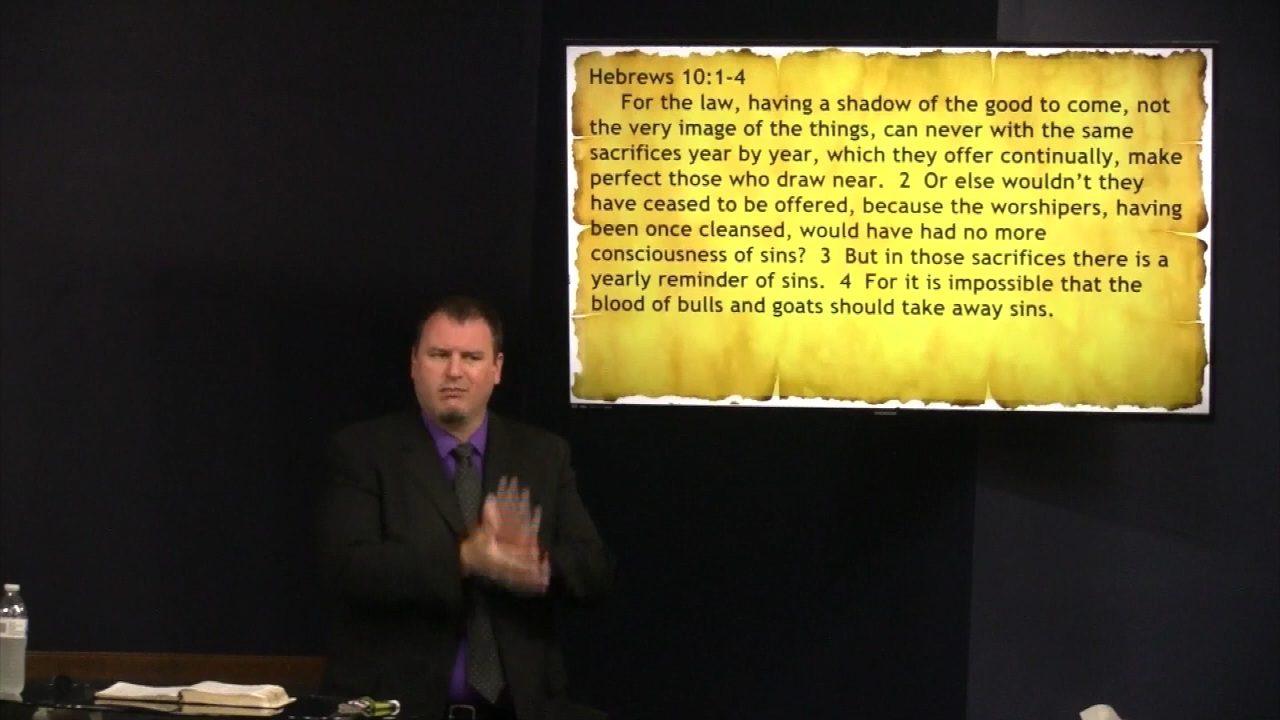 Hebrews 10:1-4
For the law, having a shadow of the good to come, not
the very image of the things, can never with the same
sacrifices year by year, which they offer continually, make
perfect those who draw near. 2 Or else wouldn’t they
have ceased to be offered, because the worshipers, having
been once cleansed, would have had no more
consciousness of sins? 3 But in those sacrifices there is a
yearly reminder of sins. 4 For it is impossible that the
blood of bulls and goats should take away sins.